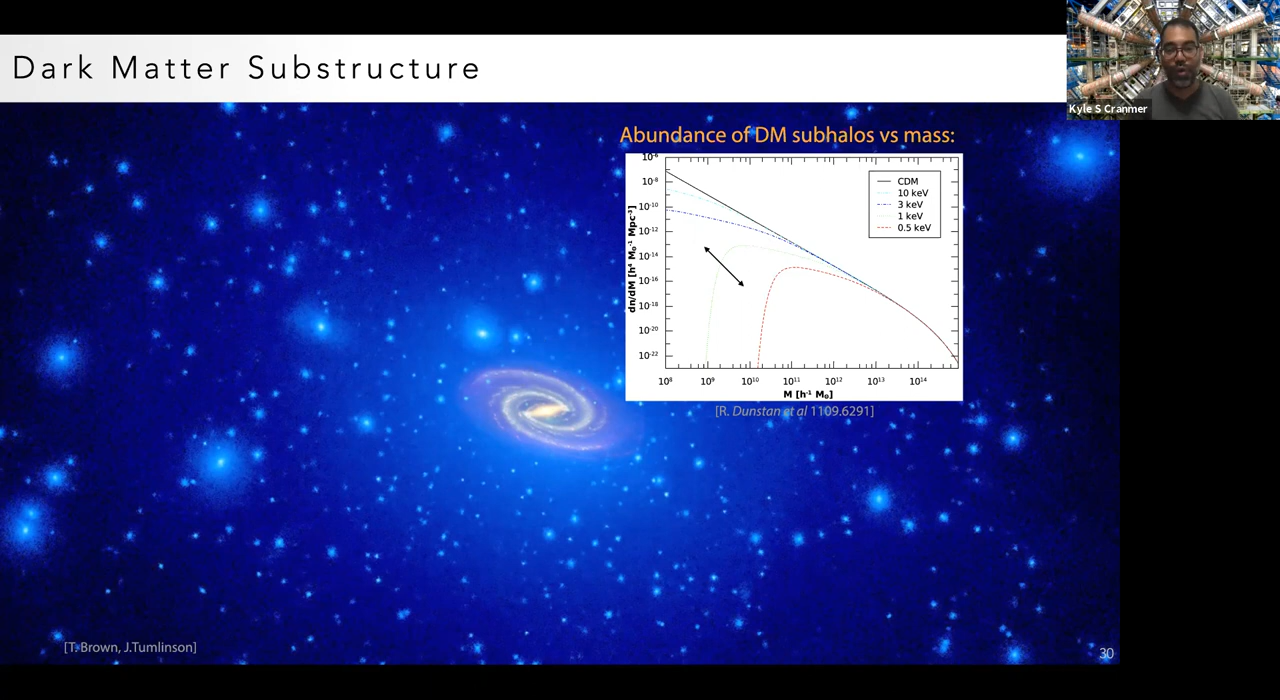 Dark Matter Substructure
Kyle S Cranmer
Abundance of DM subhalos vs mass:
10⁻⁶
10⁻⁸
10⁻¹⁰
10⁻¹²
10⁻¹⁴
10⁻¹⁶
10⁻¹⁸
10⁻²⁰
10⁻²²
dn/dM [h⁴ M₀⁻¹ Mpc⁻³]
CDM
10 keV
3 keV
1 keV
0.5 keV
10⁸ 10⁹ 10¹⁰ 10¹¹ 10¹² 10¹³ 10¹⁴
M [h⁻¹ M₀]
[R. Dunstan et al 1109.6291]
[T. Brown, J.Tumlinson]
30